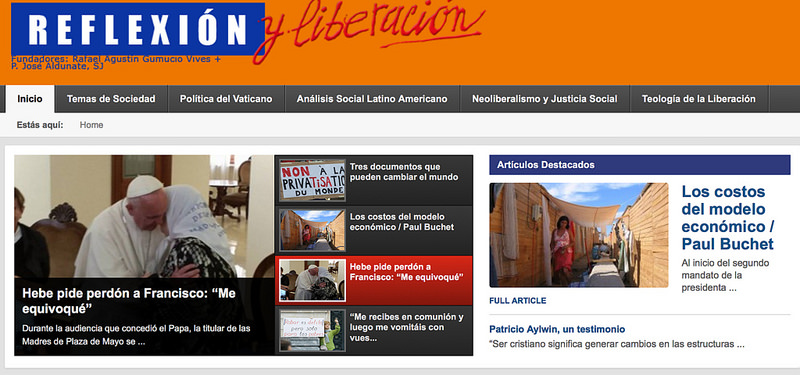 REFLEXIÓN y liberación
Fundadores: Rafael Agustín Gumucio Vives +
P. José Aldunate, SJ
Inicio
Temas de Sociedad
Política del Vaticano
Análisis Social Latino Americano
Neoliberalismo y Justicia Social
Teología de la Liberación
Estás aquí:
Home
Hebe pide perdón a Francisco: “Me
equivoqué”
Durante la audiencia que concedió el Papa, la titular de las
Madres de Plaza de Mayo se ...
NON À LA
PRIVATISATIO
DU MONDE
Tres documentos que
pueden cambiar el mundo
Los costos del modelo
económico / Paul Buchet
Hebe pide perdón a
Francisco: “Me equivoqué”
“Me recibes en comunión y
luego me vomitáis con
vues...
Artículos Destacados
Los costos
del modelo
económico /
Paul Buchet
Al inicio del segundo
mandato de la
presidenta ...
FULL ARTICLE
Patricio Aylwin, un testimonio
"Ser cristiano significa generar cambios en las estructuras ...